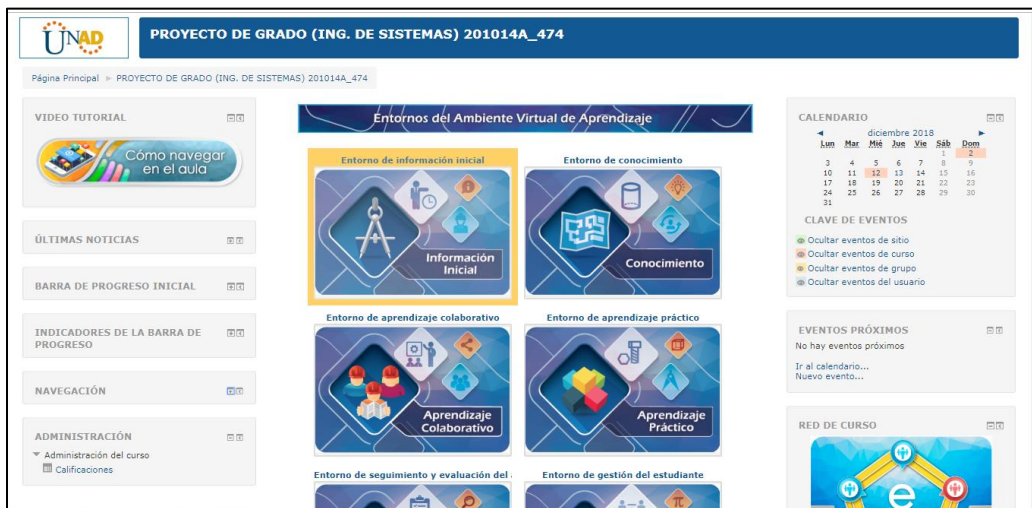 UNAD
PROYECTO DE GRADO (ING. DE SISTEMAS) 201014A_474
Página Principal ► PROYECTO DE GRADO (ING. DE SISTEMAS) 201014A_474
VIDEO TUTORIAL
Cómo navegar
en el aula
ÚLTIMAS NOTICIAS
BARRA DE PROGRESO INICIAL
INDICADORES DE LA BARRA DE
PROGRESO
NAVEGACIÓN
ADMINISTRACIÓN
Administración del curso
Calificaciones
Entornos del Ambiente Virtual de Aprendizaje
Entorno de información inicial
Información
Inicial
Entorno de conocimiento
Conocimiento
Entorno de aprendizaje colaborativo
Aprendizaje
Colaborativo
Entorno de aprendizaje práctico
Aprendizaje
Práctico
Entorno de seguimiento y evaluación del
Entorno de gestión del estudiante
CALENDARIO
◄ diciembre 2018 ►
Lun Mar Mié Jue Vie Sáb Dom
1 2
3 4 5 6 7 8 9
10 11 12 13 14 15 16
17 18 19 20 21 22 23
24 25 26 27 28 29 30
31
CLAVE DE EVENTOS
Ocultar eventos de sitio
Ocultar eventos de curso
Ocultar eventos de grupo
Ocultar eventos del usuario
EVENTOS PRÓXIMOS
No hay eventos próximos
Ir al calendario...
Nuevo evento...
RED DE CURSO
e